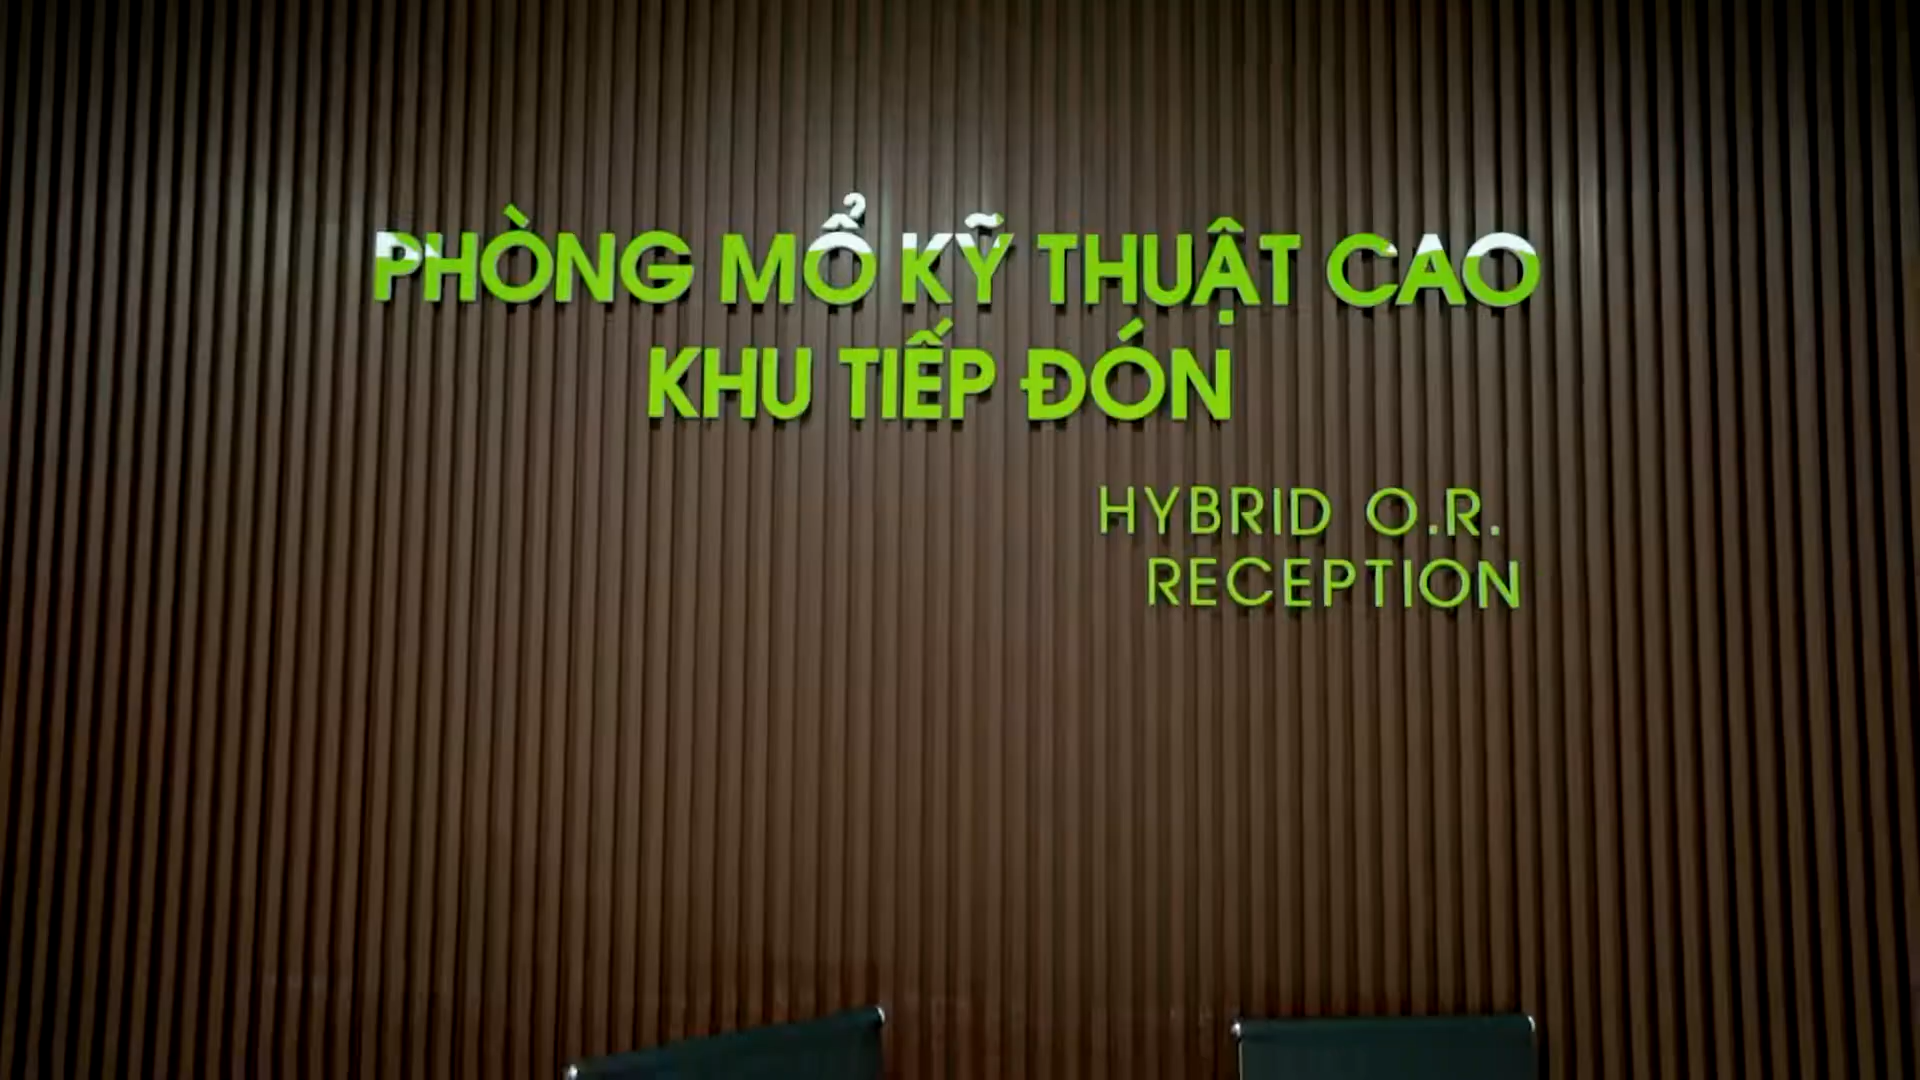 PHÒNG MỔ KỸ THUẬT CAO
KHU TIẾP ĐÓN
HYBRID O.R.
RECEPTION